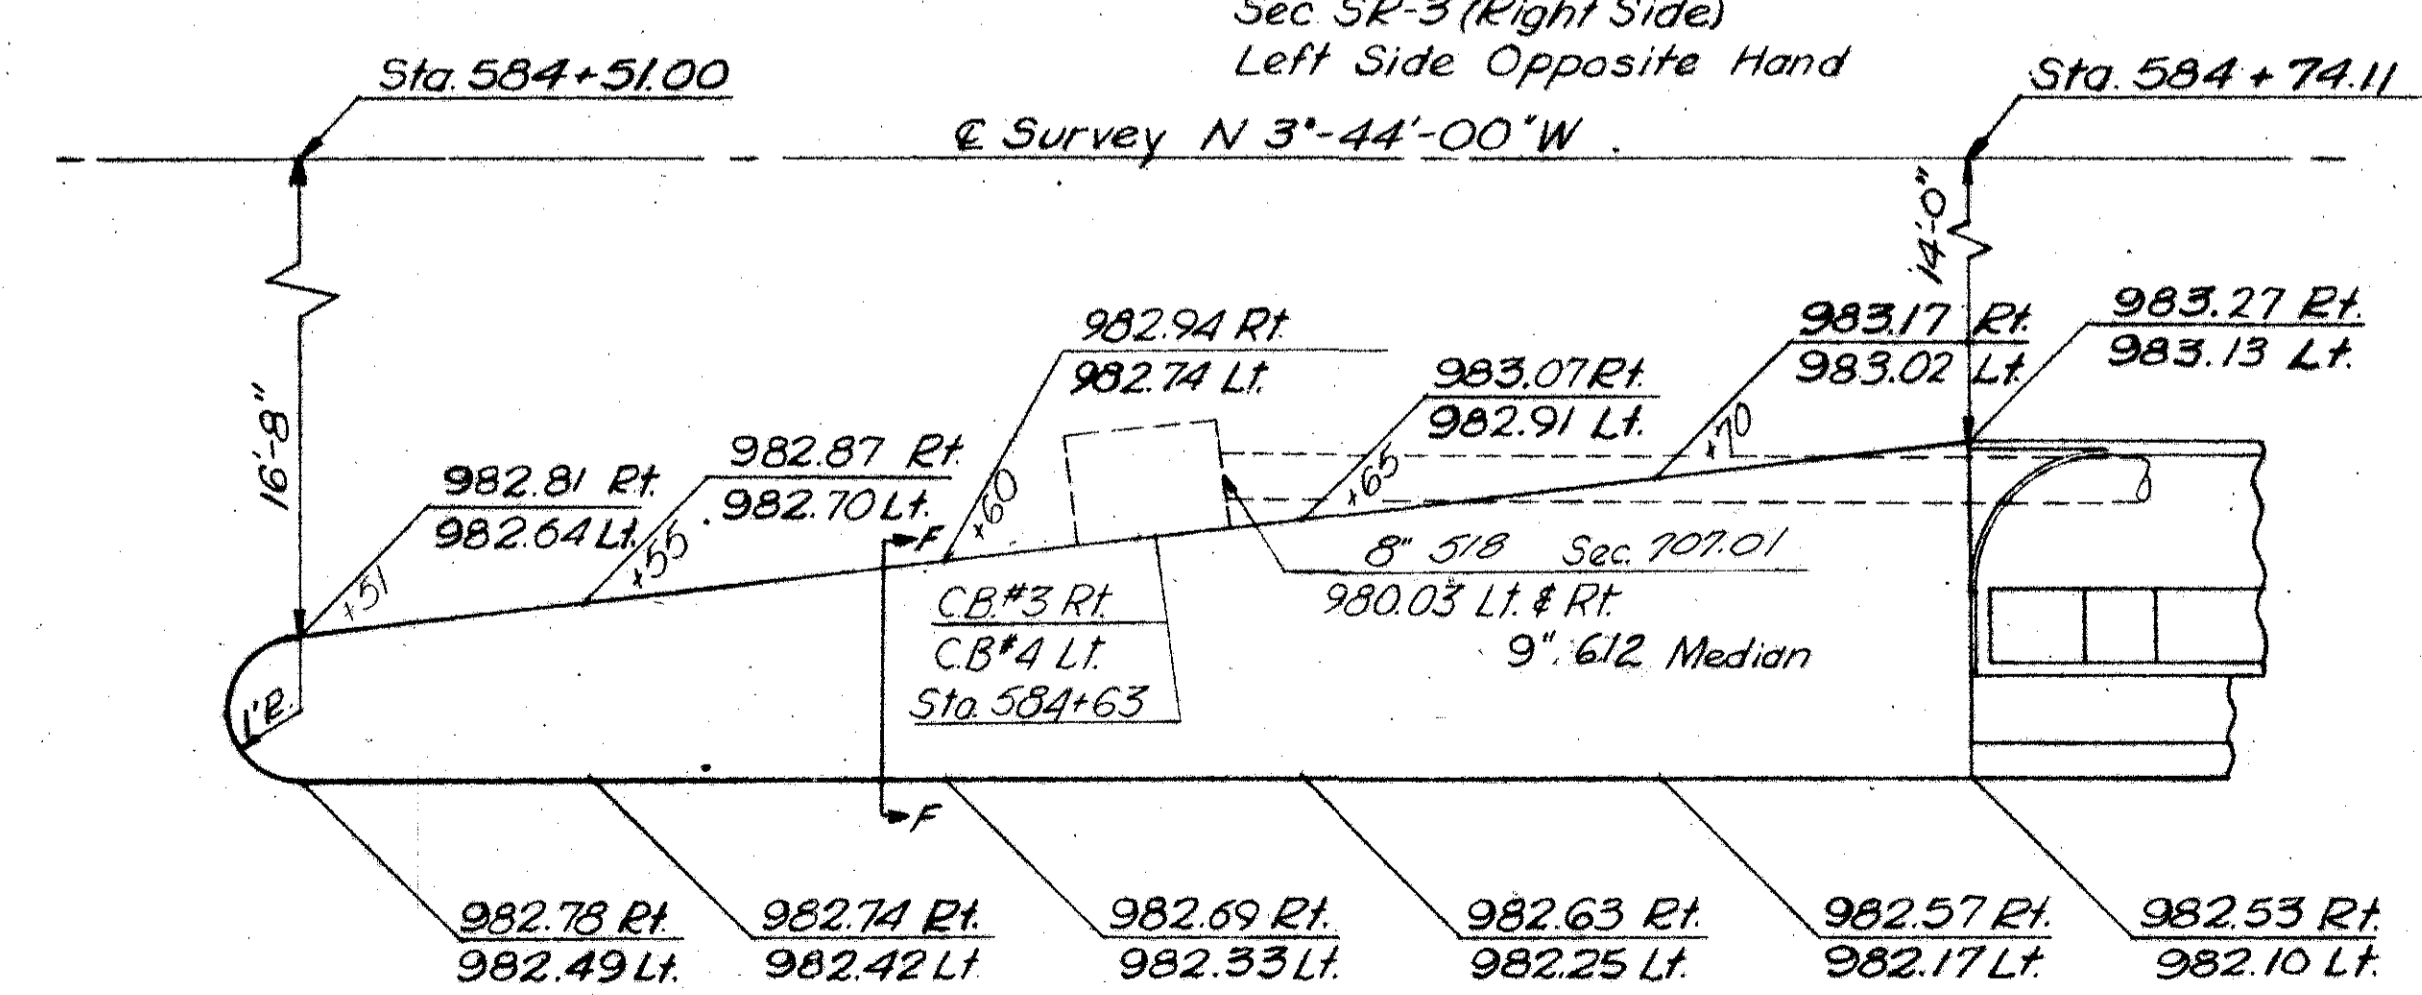 Sec SR-3 (Right Side)
Left Side Opposite Hand
Sta. 584+51.00
Sta. 584+74.11
℄ Survey N 3°-44'-00"W
16'-8"
14'-0"
982.81 Rt.
982.64 Lt.
+51
982.87 Rt.
982.70 Lt.
+55
982.94 Rt.
982.74 Lt.
+60
983.07 Rt.
982.91 Lt.
+65
983.17 Rt.
983.02 Lt.
+70
983.27 Rt.
983.13 Lt.
F
8" 518 Sec. 707.01
980.03 Lt. & Rt.
9" 612 Median
C.B.#3 Rt.
C.B#4 Lt.
Sta. 584+63
1'R.
F
982.78 Rt.
982.49 Lt.
982.74 Rt.
982.42 Lt.
982.69 Rt.
982.33 Lt.
982.63 Rt.
982.25 Lt.
982.57 Rt.
982.17 Lt.
982.53 Rt.
982.10 Lt.